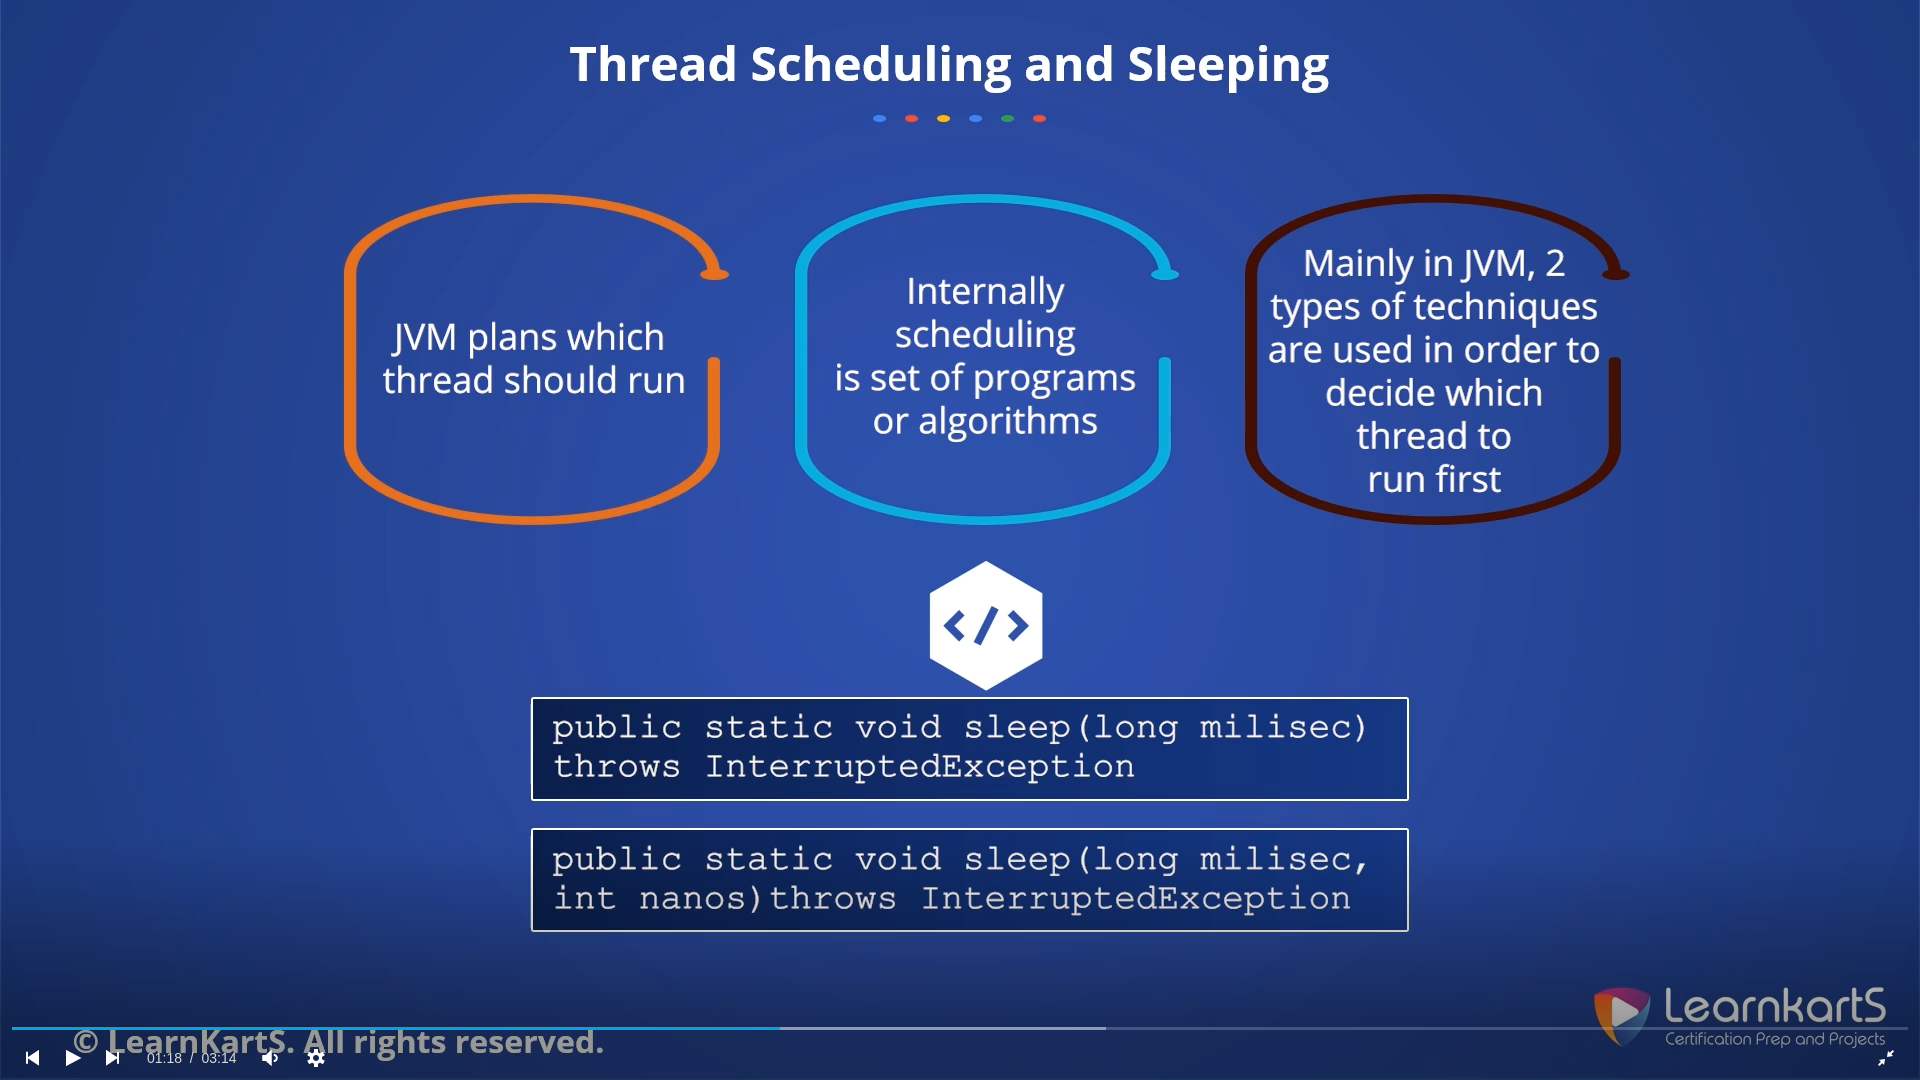 Thread Scheduling and Sleeping
JVM plans which
thread should run
Internally
scheduling
is set of programs
or algorithms
Mainly in JVM, 2
types of techniques
are used in order to
decide which
thread to
run first
</>
public static void sleep(long milisec)
throws InterruptedException
public static void sleep(long milisec,
int nanos)throws InterruptedException
LearnkartS
Certification Prep and Projects
© LearnKartS. All rights reserved.
01:18 / 03:14